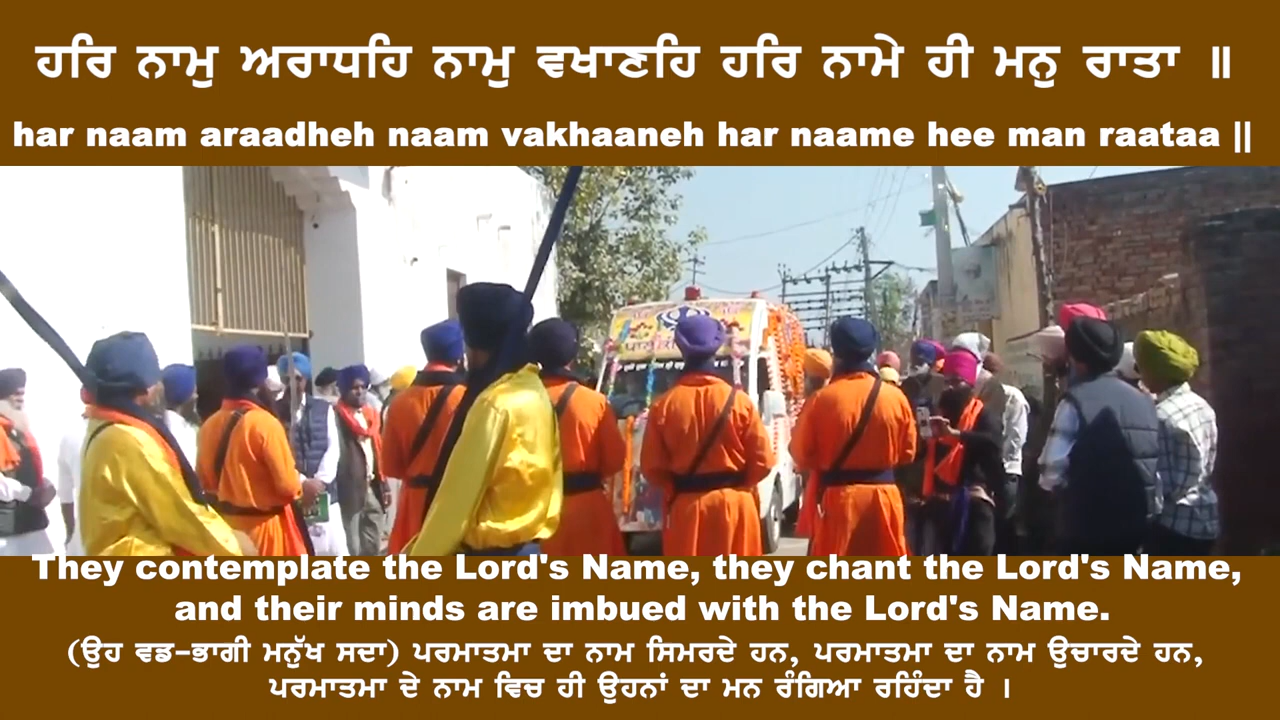 ਹਰਿ ਨਾਮੁ ਅਰਾਧਹਿ ਨਾਮੁ ਵਖਾਣਹਿ ਹਰਿ ਨਾਮੇ ਹੀ ਮਨੁ ਰਾਤਾ ॥
har naam araadheh naam vakhaaneh har naame hee man raataa ||
They contemplate the Lord's Name, they chant the Lord's Name,
and their minds are imbued with the Lord's Name.
(ਉਹ ਵਡ-ਭਾਗੀ ਮਨੁੱਖ ਸਦਾ) ਪਰਮਾਤਮਾ ਦਾ ਨਾਮ ਸਿਮਰਦੇ ਹਨ, ਪਰਮਾਤਮਾ ਦਾ ਨਾਮ ਉਚਾਰਦੇ ਹਨ,
ਪਰਮਾਤਮਾ ਦੇ ਨਾਮ ਵਿਚ ਹੀ ਉਹਨਾਂ ਦਾ ਮਨ ਰੰਗਿਆ ਰਹਿੰਦਾ ਹੈ ।